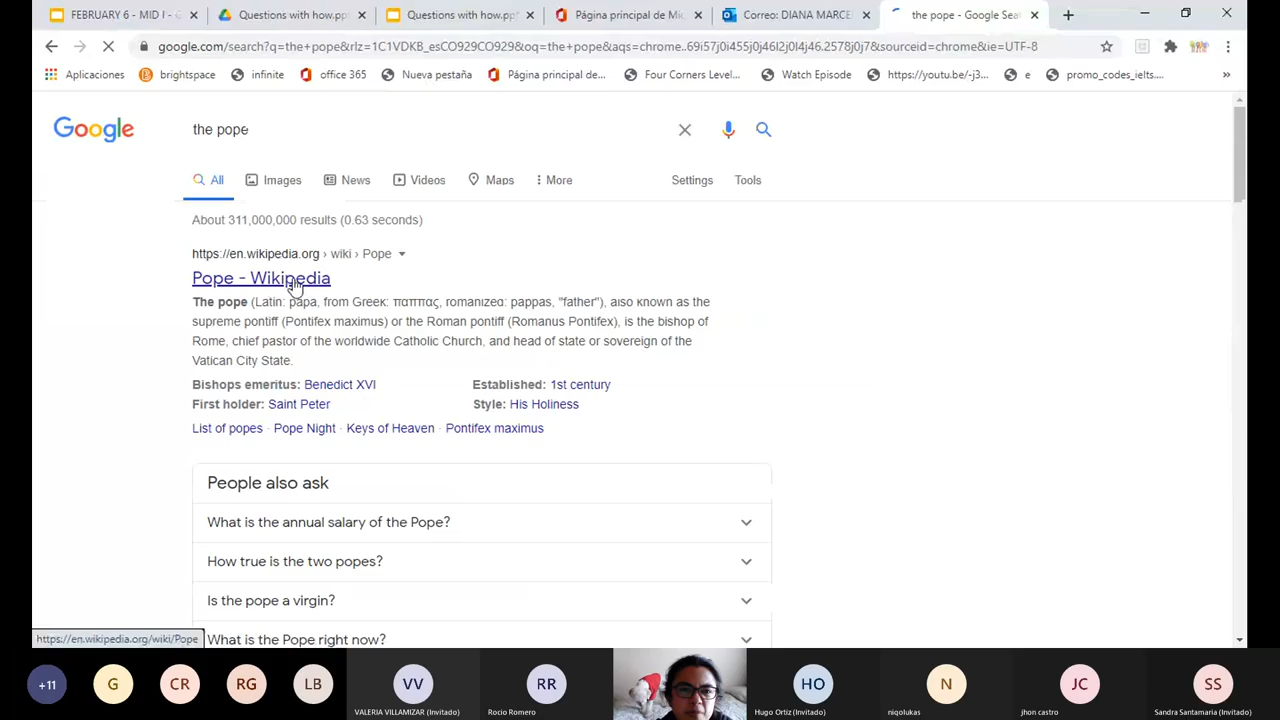 FEBRUARY 6 - MID I - G
Questions with how.pp
Questions with how.pp
Página principal de Mic
Correo: DIANA MARCE
the pope - Google Sea
google.com/search?q=the+pope&rlz=1C1VDKB_esCO929CO929&oq=the+pope&aqs=chrome..69i57j0i455j0j46l2j0l4j46.2578j0j7&sourceid=chrome&ie=UTF-8
Aplicaciones
brightspace
infinite
office 365
Nueva pestaña
Página principal de...
Four Corners Level...
Watch Episode
https://youtu.be/-j3...
e
promo_codes_ielts....
»
Google
the pope
All
Images
News
Videos
Maps
More
Settings
Tools
About 311,000,000 results (0.63 seconds)
https://en.wikipedia.org › wiki › Pope
Pope - Wikipedia
The pope (Latin: papa, from Greek: παππας, romanized: pappas, "father"), also known as the
supreme pontiff (Pontifex maximus) or the Roman pontiff (Romanus Pontifex), is the bishop of
Rome, chief pastor of the worldwide Catholic Church, and head of state or sovereign of the
Vatican City State.
Bishops emeritus: Benedict XVI
Established: 1st century
First holder: Saint Peter
Style: His Holiness
List of popes · Pope Night · Keys of Heaven · Pontifex maximus
People also ask
What is the annual salary of the Pope?
How true is the two popes?
Is the pope a virgin?
What is the Pope right now?
https://en.wikipedia.org/wiki/Pope
+11
G
CR
RG
LB
VV
RR
HO
N
JC
SS
VALERIA VILLAMIZAR (Invitado)
Rocio Romero
Hugo Ortiz (Invitado)
niqolukas
jhon castro
Sandra Santamaria (Invitado)